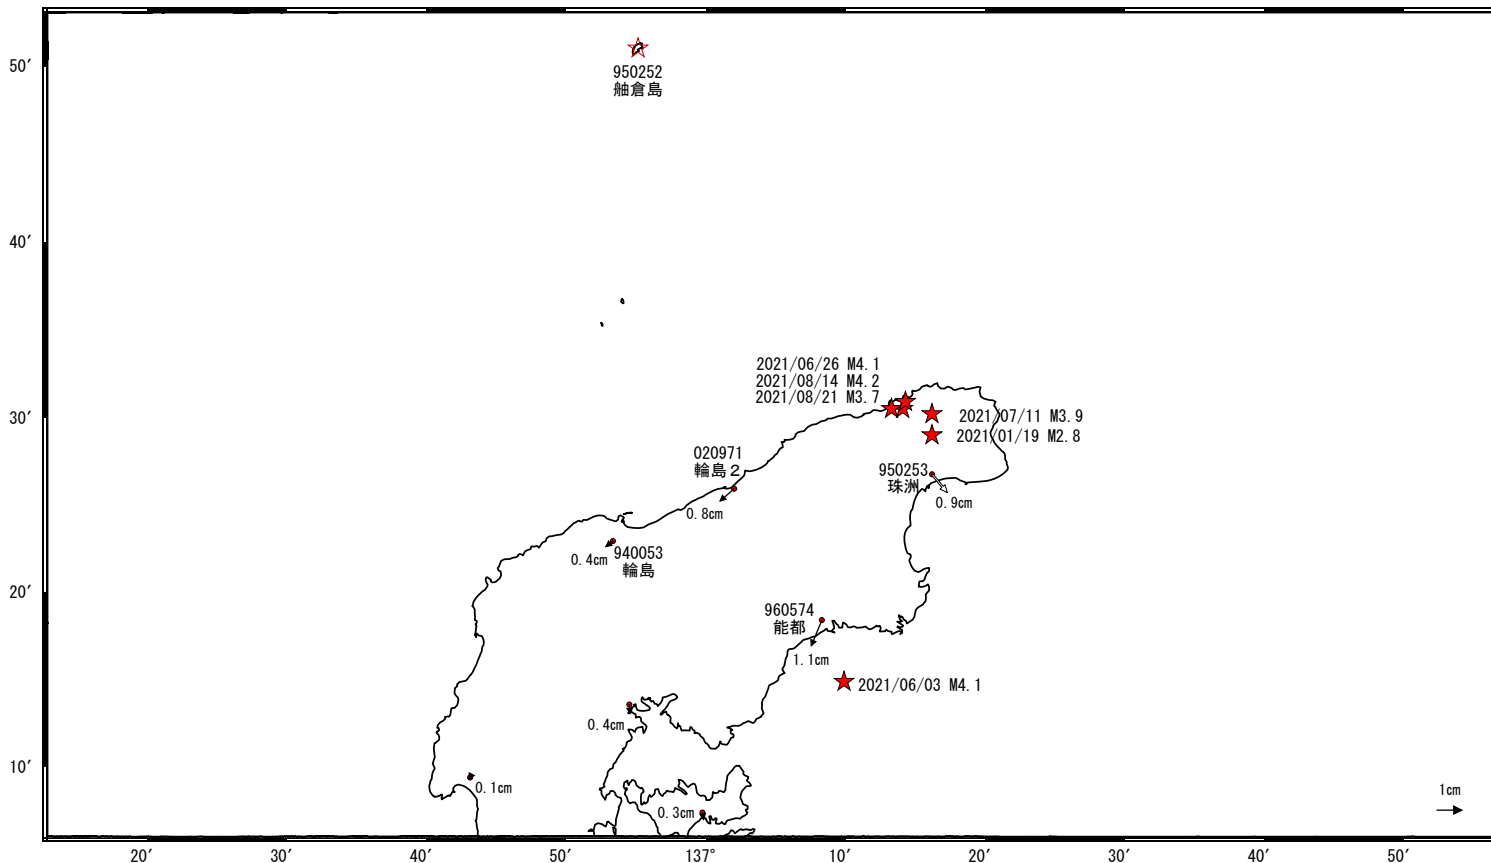 50′
950252
舳倉島
40′
2021/06/26 M4.1
2021/08/14 M4.2
2021/08/21 M3.7
30′
2021/07/11 M3.9
2021/01/19 M2.8
020971
輪島２
950253
珠洲
0.9cm
0.8cm
0.4cm
940053
輪島
20′
960574
能都
1.1cm
2021/06/03 M4.1
0.4cm
10′
0.1cm
0.3cm
1cm
20′
30′
40′
50′
137°
10′
20′
30′
40′
50′